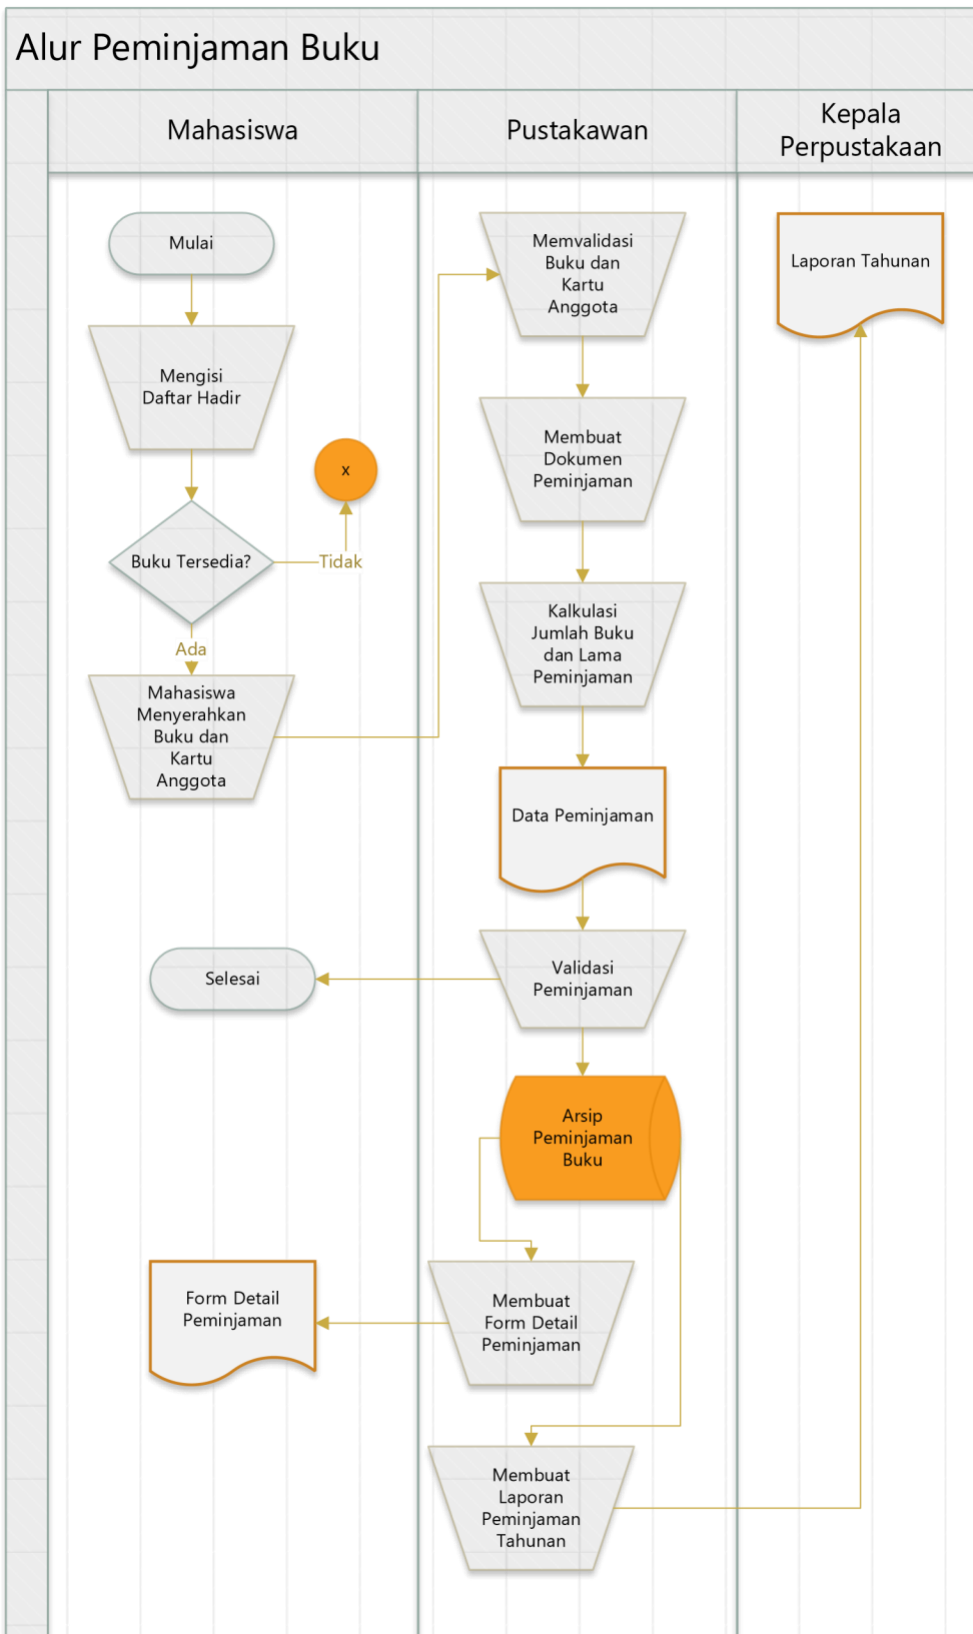 Alur Peminjaman Buku
Mahasiswa
Pustakawan
Kepala
Perpustakaan
Mulai
Mengisi
Daftar Hadir
x
Buku Tersedia?
Tidak
Ada
Mahasiswa
Menyerahkan
Buku dan
Kartu
Anggota
Selesai
Form Detail
Peminjaman
Memvalidasi
Buku dan
Kartu
Anggota
Membuat
Dokumen
Peminjaman
Kalkulasi
Jumlah Buku
dan Lama
Peminjaman
Data Peminjaman
Validasi
Peminjaman
Arsip
Peminjaman
Buku
Membuat
Form Detail
Peminjaman
Membuat
Laporan
Peminjaman
Tahunan
Laporan Tahunan